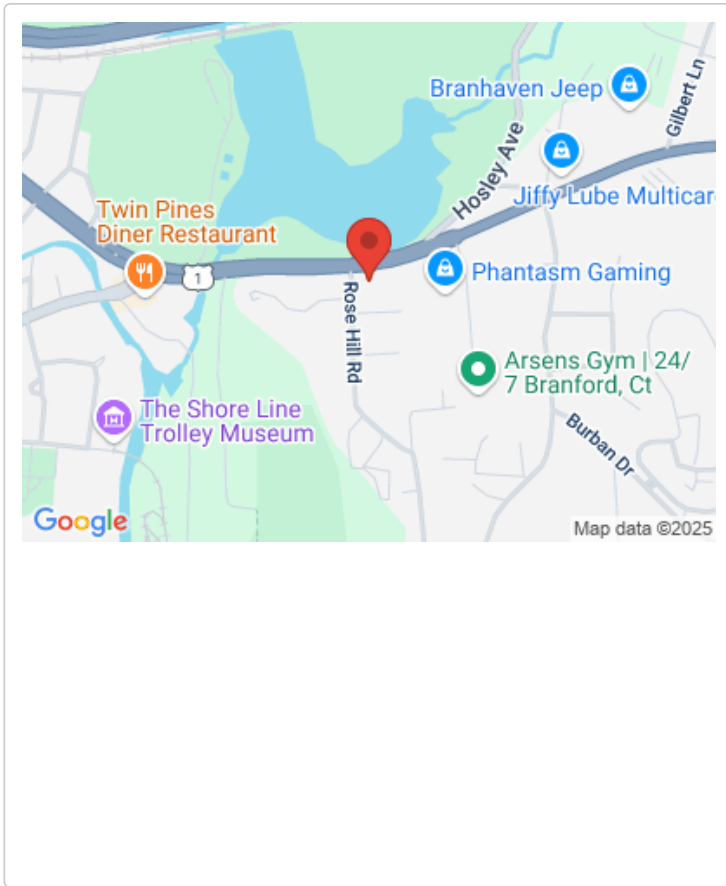 Branhaven Jeep
Gilbert Ln
Hosley Ave
Jiffy Lube Multicar
Twin Pines
Diner Restaurant
1
Phantasm Gaming
Rose Hill Rd
Arsens Gym | 24/
7 Branford, Ct
The Shore Line
Trolley Museum
Burban Dr
Google
Map data ©2025